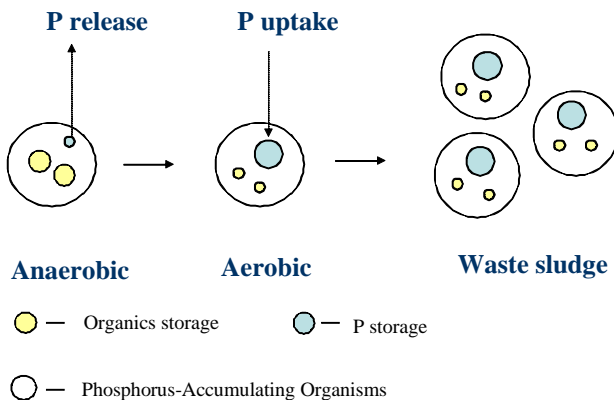 P release
P uptake
Anaerobic
Aerobic
Waste sludge
Organics storage
P storage
Phosphorus-Accumulating Organisms